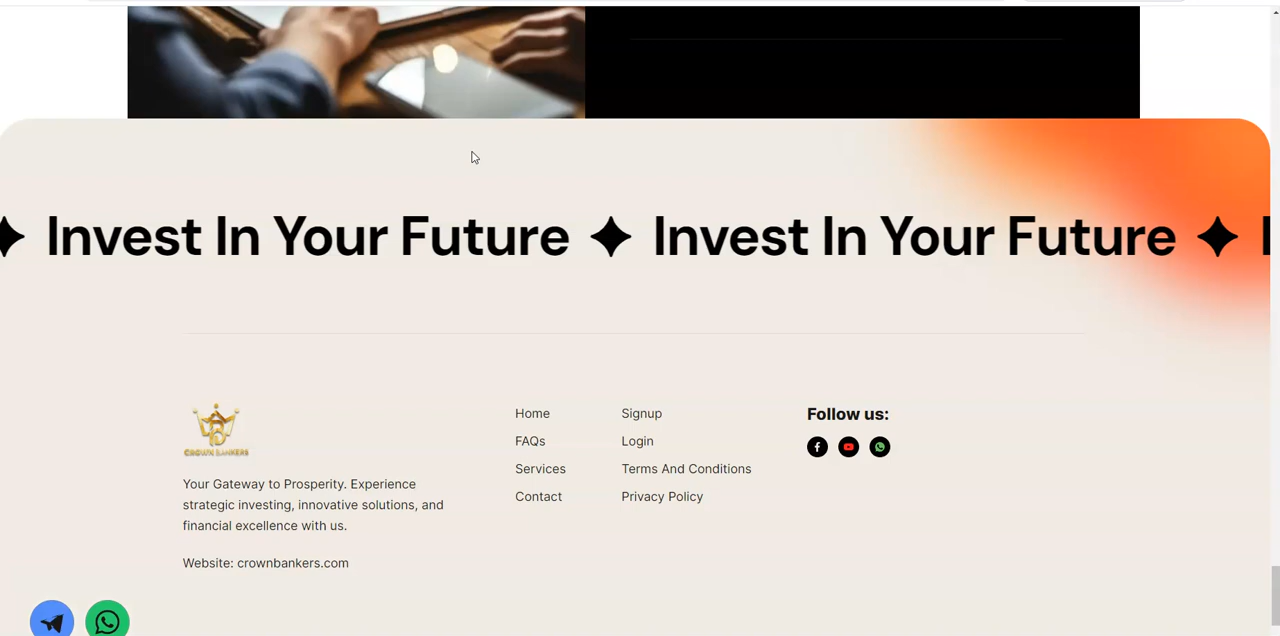 Invest In Your Future ✦ Invest In Your Future
CROWN BANKERS
Your Gateway to Prosperity. Experience
strategic investing, innovative solutions, and
financial excellence with us.
Website: crownbankers.com
Home
FAQs
Services
Contact
Signup
Login
Terms And Conditions
Privacy Policy
Follow us: